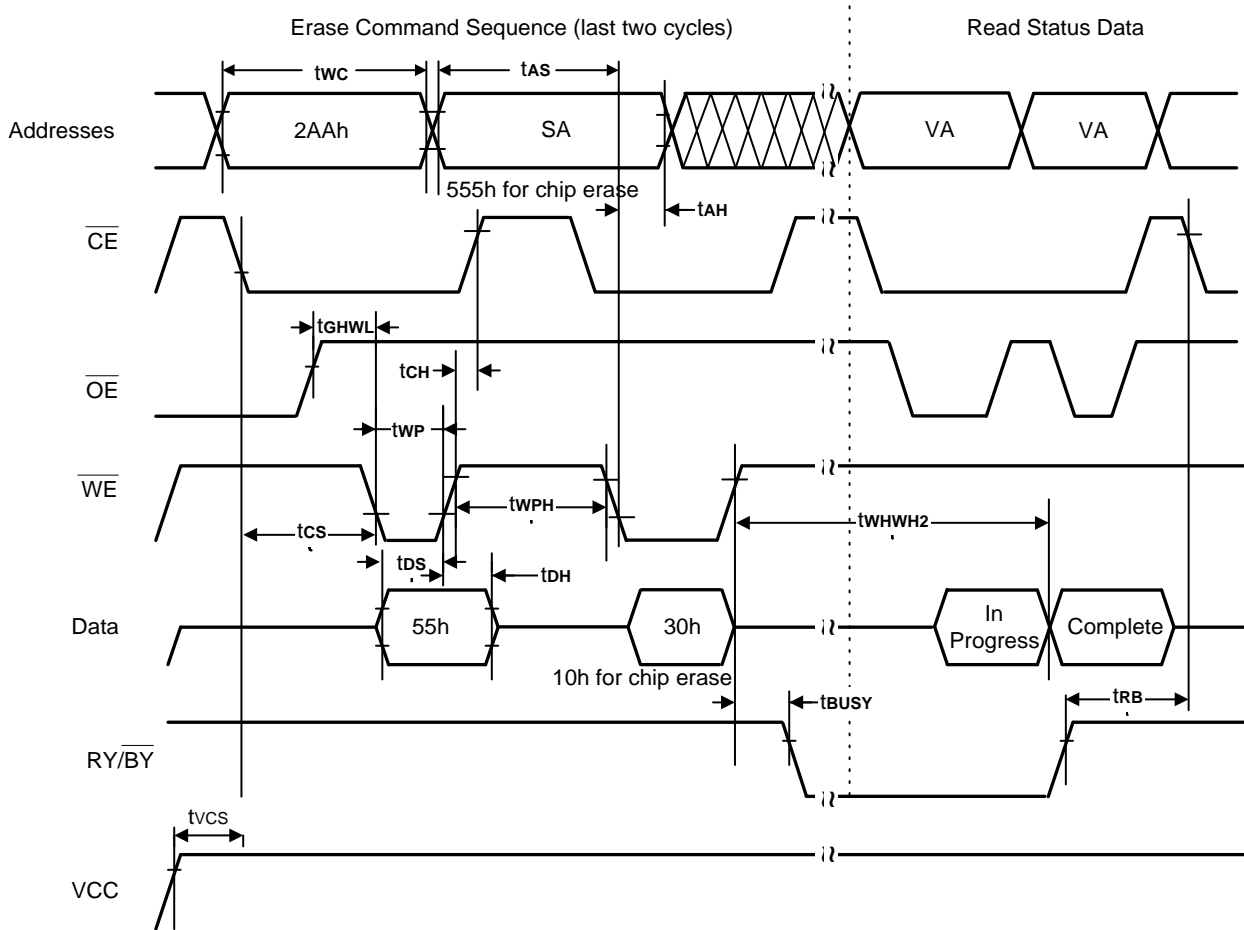 Erase Command Sequence (last two cycles)
Read Status Data
tWC
tAS
Addresses
2AAh
SA
VA
VA
555h for chip erase
tAH
CE
tGHWL
OE
tCH
tWP
WE
tWPH
tCS
tWHWH2
tDS
tDH
Data
55h
30h
In Progress
Complete
10h for chip erase
tBUSY
tRB
RY/BY
tVCS
VCC